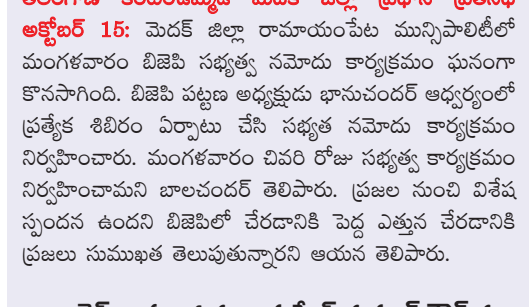 అక్టోబర్ 15: మెదక్ జిల్లా రామాయంపేట మున్సిపాలిటీలో
మంగళవారం బిజెపి సభ్యత్వ నమోదు కార్యక్రమం ఘనంగా
కొనసాగింది. బిజెపి పట్టణ అధ్యక్షుడు భానుచందర్ ఆధ్వర్యంలో
ప్రత్యేక శిబిరం ఏర్పాటు చేసి సభ్యత నమోదు కార్యక్రమం
నిర్వహించారు. మంగళవారం చివరి రోజు సభ్యత్వ కార్యక్రమం
నిర్వహించామని బాలచందర్ తెలిపారు. ప్రజల నుంచి విశేష
స్పందన ఉందని బిజెపిలో చేరడానికి పెద్ద ఎత్తున చేరడానికి
ప్రజలు సుముఖత తెలుపుతున్నారని ఆయన తెలిపారు.